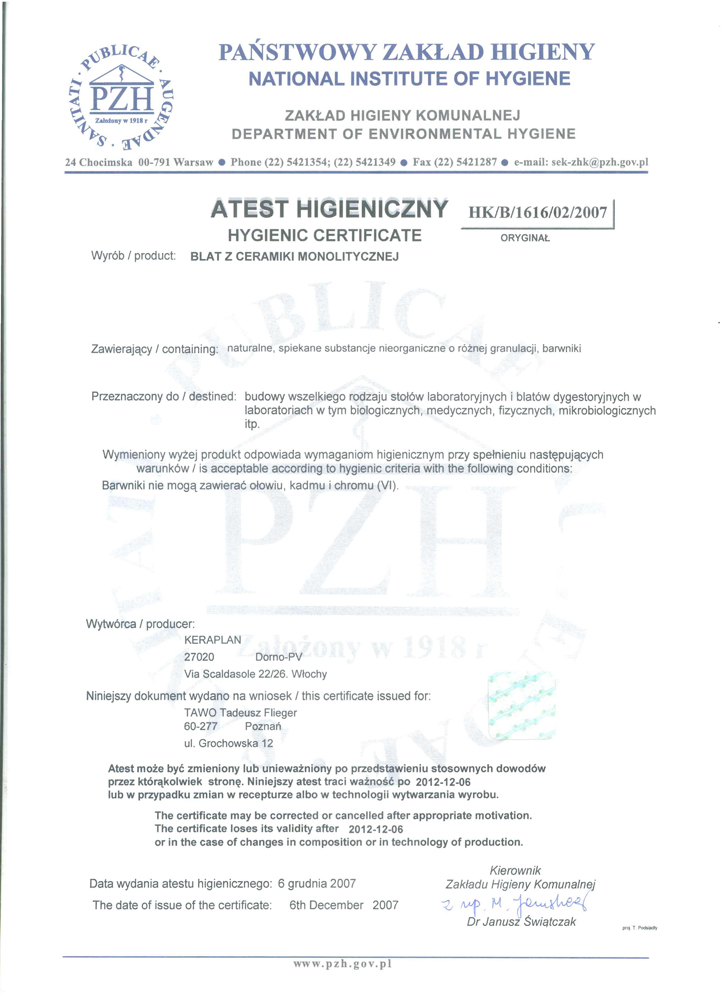 PUBLICAE · AUGENDAE · SANITATI ·
PZH
Założony w 1918 r
PAŃSTWOWY ZAKŁAD HIGIENY
NATIONAL INSTITUTE OF HYGIENE
ZAKŁAD HIGIENY KOMUNALNEJ
DEPARTMENT OF ENVIRONMENTAL HYGIENE
24 Chocimska 00-791 Warsaw ● Phone (22) 5421354; (22) 5421349 ● Fax (22) 5421287 ● e-mail: sek-zhk@pzh.gov.pl
ATEST HIGIENICZNY HK/B/1616/02/2007
HYGIENIC CERTIFICATE ORYGINAŁ
Wyrób / product: BLAT Z CERAMIKI MONOLITYCZNEJ
Zawierający / containing: naturalne, spiekane substancje nieorganiczne o różnej granulacji, barwniki
Przeznaczony do / destined: budowy wszelkiego rodzaju stołów laboratoryjnych i blatów dygestoryjnych w
laboratoriach w tym biologicznych, medycznych, fizycznych, mikrobiologicznych
itp.
Wymieniony wyżej produkt odpowiada wymaganiom higienicznym przy spełnieniu następujących
warunków / is acceptable according to hygienic criteria with the following conditions:
Barwniki nie mogą zawierać ołowiu, kadmu i chromu (VI).
PZH
Założony w 1918 r
Wytwórca / producer:
KERAPLAN
27020 Dorno-PV
Via Scaldasole 22/26. Włochy
Niniejszy dokument wydano na wniosek / this certificate issued for:
TAWO Tadeusz Flieger
60-277 Poznań
ul. Grochowska 12
Atest może być zmieniony lub unieważniony po przedstawieniu stosownych dowodów
przez którąkolwiek stronę. Niniejszy atest traci ważność po 2012-12-06
lub w przypadku zmian w recepturze albo w technologii wytwarzania wyrobu.
The certificate may be corrected or cancelled after appropriate motivation.
The certificate loses its validity after 2012-12-06
or in the case of changes in composition or in technology of production.
Kierownik
Data wydania atestu higienicznego: 6 grudnia 2007 Zakładu Higieny Komunalnej
The date of issue of the certificate: 6th December 2007
Dr Janusz Świątczak
proj. T. Podsiadły
www.pzh.gov.pl